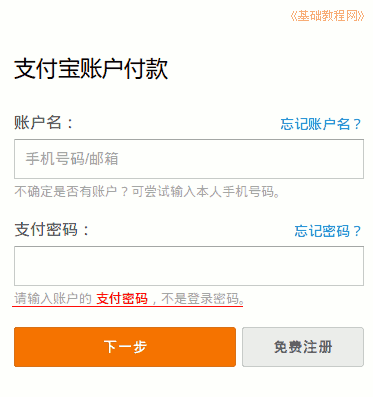 《基础教程网》
支付宝账户付款
账户名：
忘记账户名？
手机号码/邮箱
不确定是否有账户？可尝试输入本人手机号码。
支付密码：
忘记密码？
请输入账户的 支付密码，不是登录密码。
下一步
免费注册